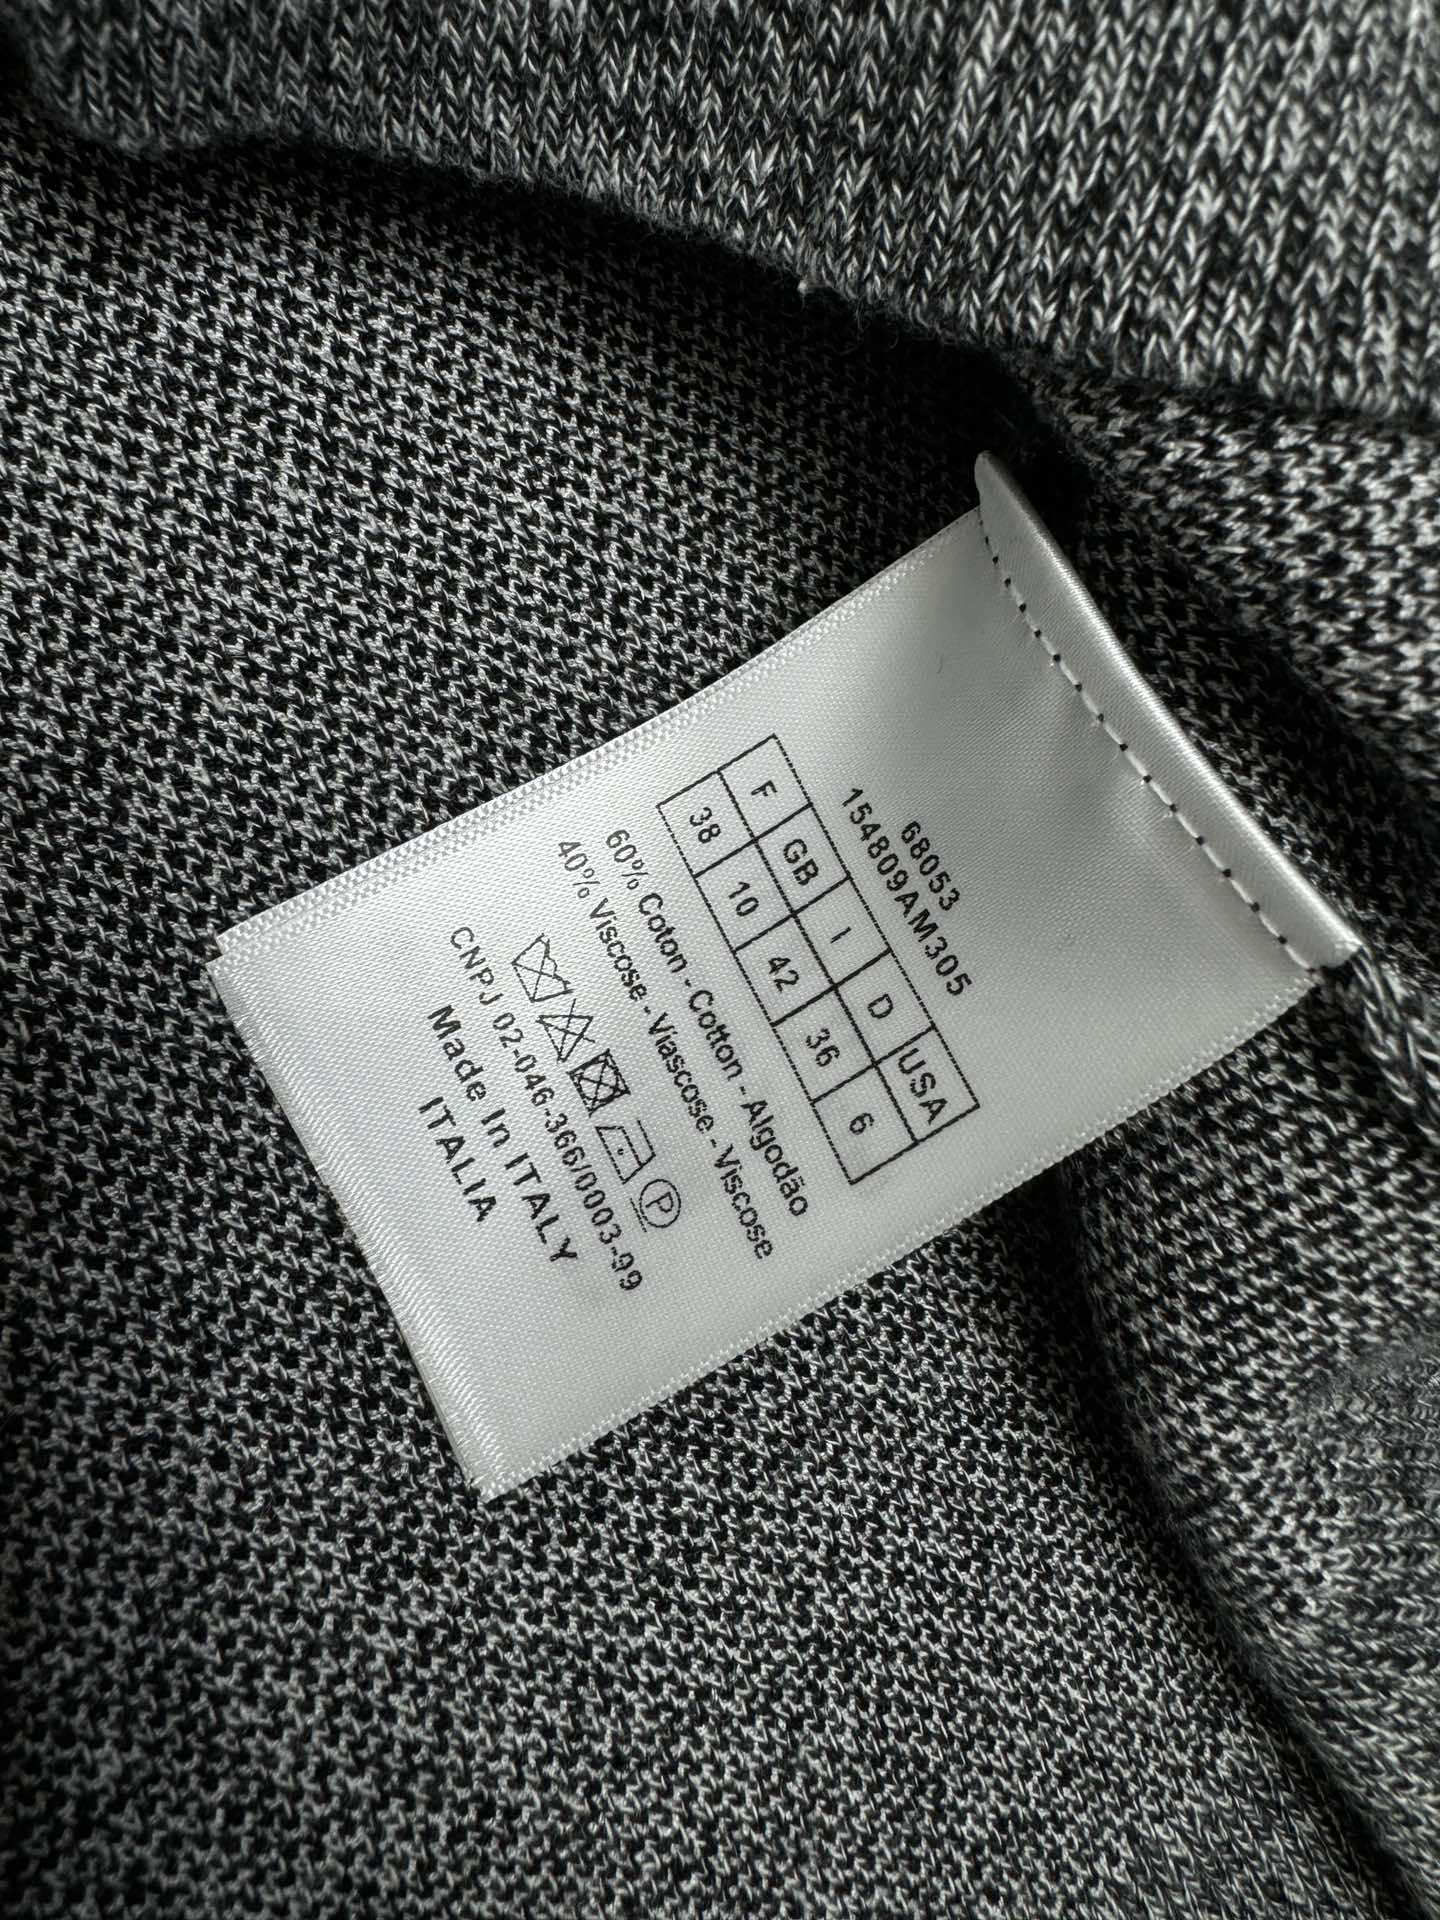 68053
154809AM305
F GB I D USA
38 10 42 36 6
60% Coton - Cotton - Algodão
40% Viscose - Viascose - Viscose
P
CNPJ 02-046-366/0003-99
Made In ITALY
ITALIA